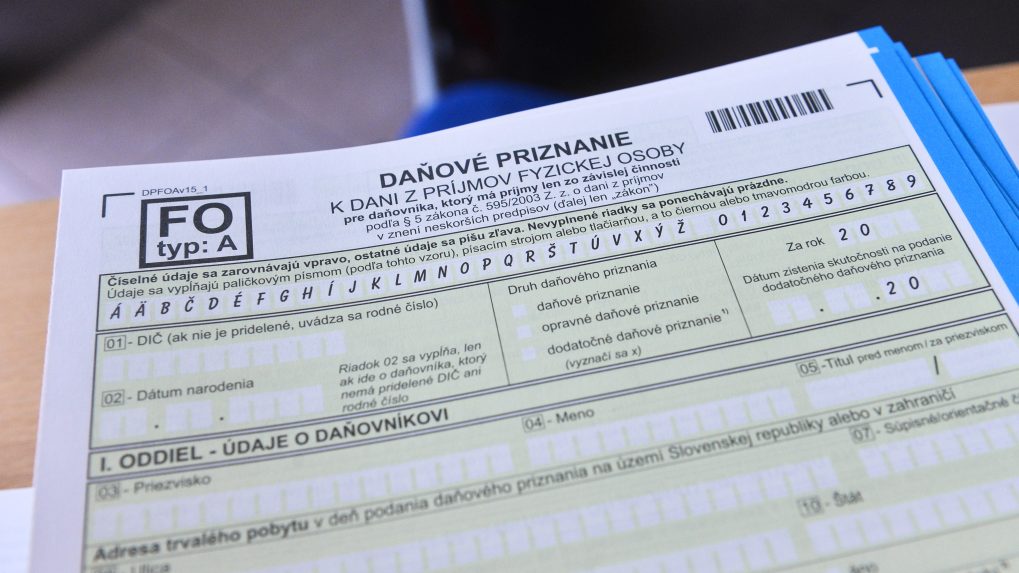 DPFOAv15_1
FO
typ: A
DAŇOVÉ PRIZNANIE
K DANI Z PRÍJMOV FYZICKEJ OSOBY
pre daňovníka, ktorý má príjmy len zo závislej činnosti
podľa § 5 zákona č. 595/2003 Z. z. o dani z príjmov
v znení neskorších predpisov (ďalej len „zákon")
Číselné údaje sa zarovnávajú vpravo, ostatné údaje sa píšu zľava. Nevyplnené riadky sa ponechávajú prázdne.
Údaje sa vypĺňajú paličkovým písmom (podľa tohto vzoru), písacím strojom alebo tlačiarňou, a to čiernou alebo tmavomodrou farbou.
Á Ä B Č D É F G H Í J K L M N O P Q R Š T Ú V X Ý Ž 0 1 2 3 4 5 6 7 8 9
01 - DIČ (ak nie je pridelené, uvádza sa rodné číslo)
02 - Dátum narodenia
Riadok 02 sa vypĺňa, len
ak ide o daňovníka, ktorý
nemá pridelené DIČ ani
rodné číslo
Druh daňového priznania
daňové priznanie
opravné daňové priznanie
dodatočné daňové priznanie 1)
(vyznačí sa x)
Za rok 20
Dátum zistenia skutočnosti na podanie
dodatočného daňového priznania
. . 20
I. ODDIEL - ÚDAJE O DAŇOVNÍKOVI
03 - Priezvisko
04 - Meno
05 - Titul pred menom / za priezviskom
/
Adresa trvalého pobytu v deň podania daňového priznania na území Slovenskej republiky alebo v zahraničí
06 - Ulica
07 - Súpisné/orientačné
10 - Štát